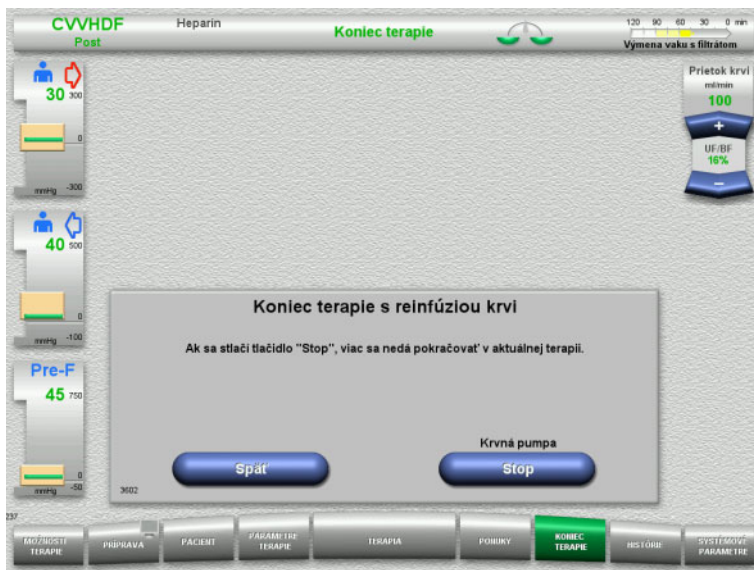 CVVHDF
Post
Heparin
Koniec terapie
120 90 60 30 0 min
Výmena vaku s filtrátom
30 300
0
mmHg -300
40 500
0
mmHg -100
Pre-F
45 750
0
mmHg -50
Prietok krvi
ml/min
100
+
UF/BF
16%
−
Koniec terapie s reinfúziou krvi
Ak sa stlačí tlačidlo "Stop", viac sa nedá pokračovať v aktuálnej terapii.
Krvná pumpa
Späť
Stop
3602
237
MOŽNOSTI
TERAPIE
PRÍPRAVA
PACIENT
PARAMETRE
TERAPIE
TERAPIA
PONUKY
KONIEC
TERAPIE
HISTÓRIE
SYSTÉMOVÉ
PARAMETRE